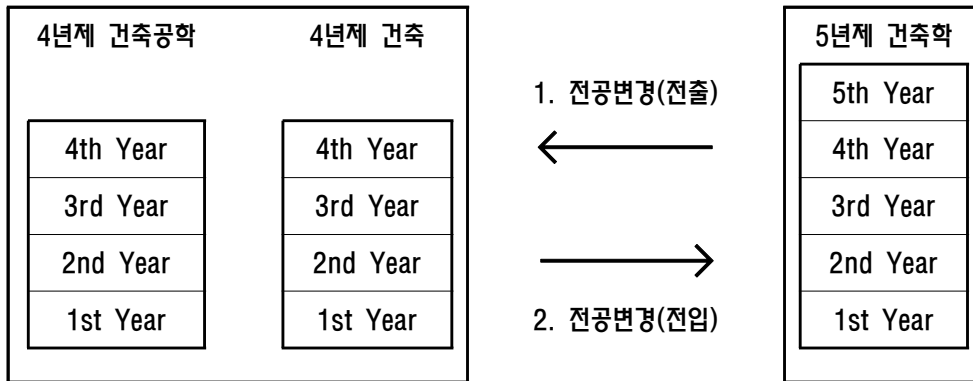 4년제 건축공학
4th Year
3rd Year
2nd Year
1st Year
4년제 건축
4th Year
3rd Year
2nd Year
1st Year
1. 전공변경(전출)
2. 전공변경(전입)
5년제 건축학
5th Year
4th Year
3rd Year
2nd Year
1st Year